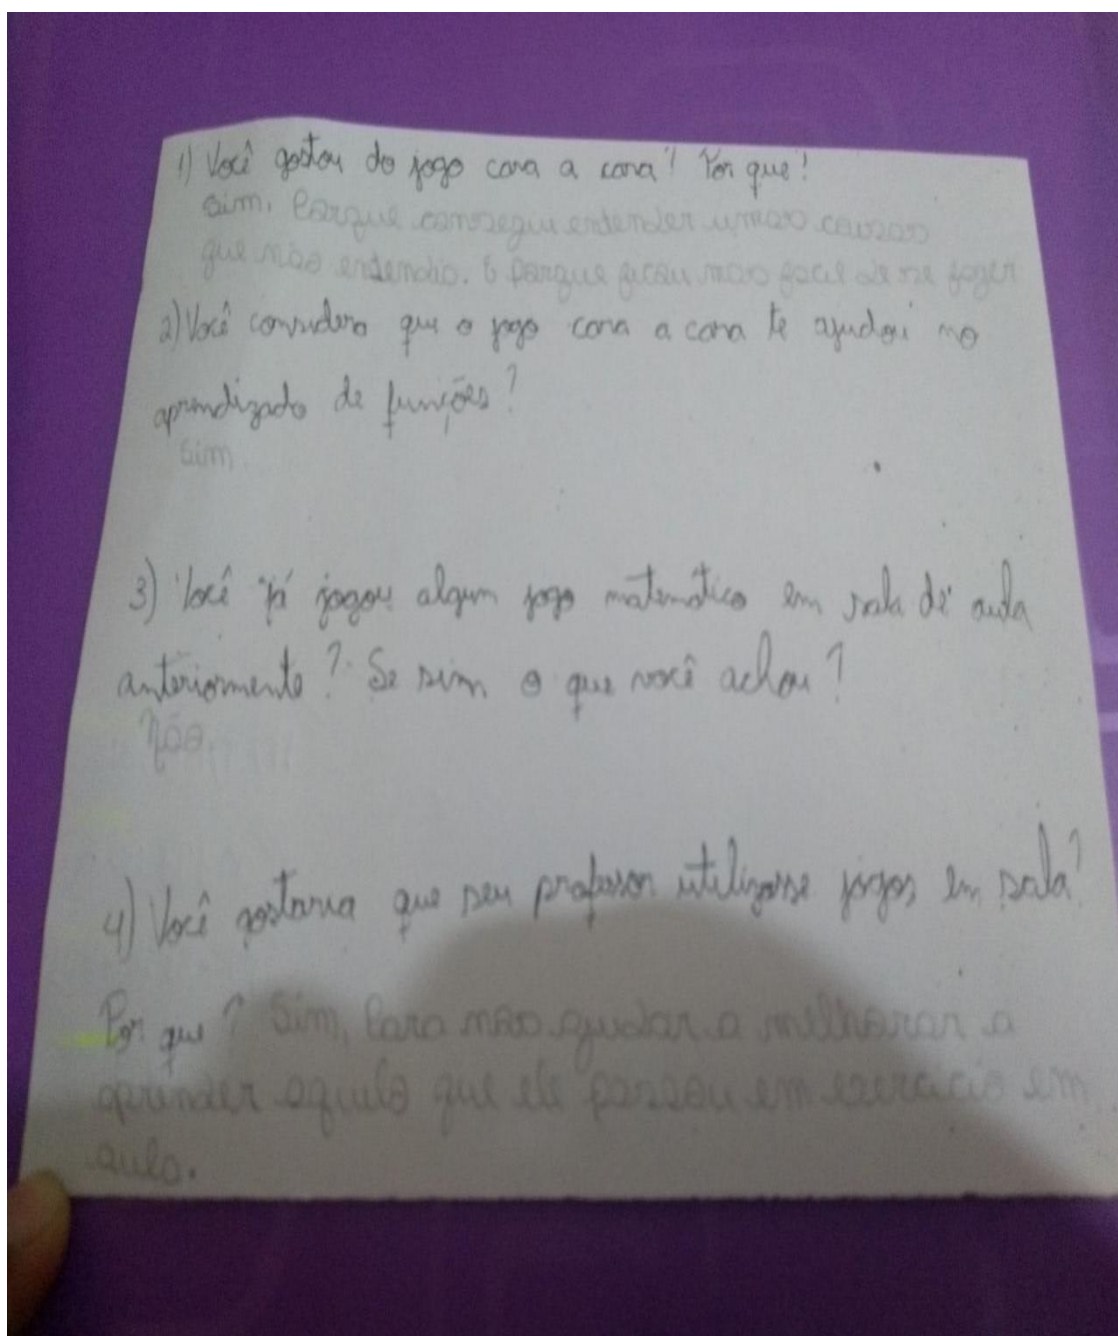 1) Você gostou do jogo cara a cara? Por que?
Sim. Porque consegui entender umas coisas
que não entendia. E porque ficou mas facil de se fazer
2) Você considera que o jogo cara a cara te ajudou no
aprendizado de funções?
Sim
3) Você já jogou algum jogo matemático em sala de aula
anteriormente? Se sim o que você achou?
Não.
4) Você gostaria que seu professor utilizasse jogos em sala?
Por que? Sim, Para nos ajudar a melhorar a
aprender aquilo que ele passou em exercacio em
aula.